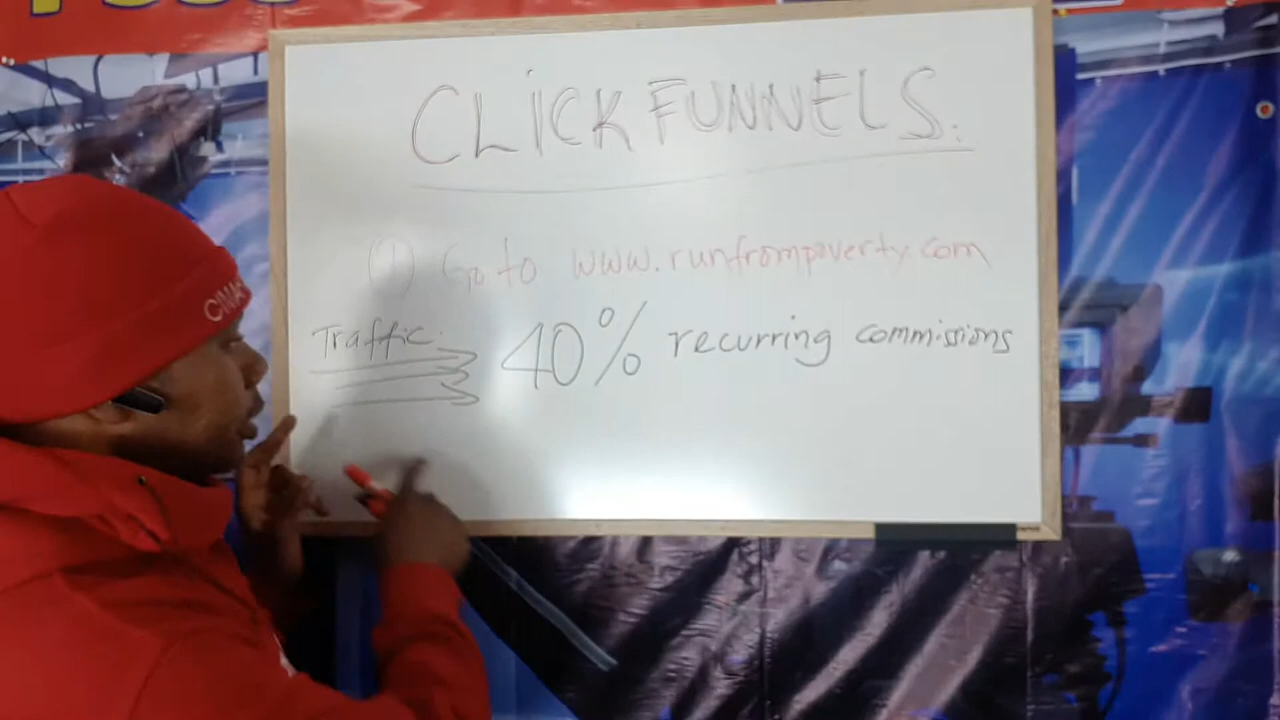 CLICKFUNNELS.
(1) Go to www.runfrompoverty.com
Traffic. 40% recurring commissions